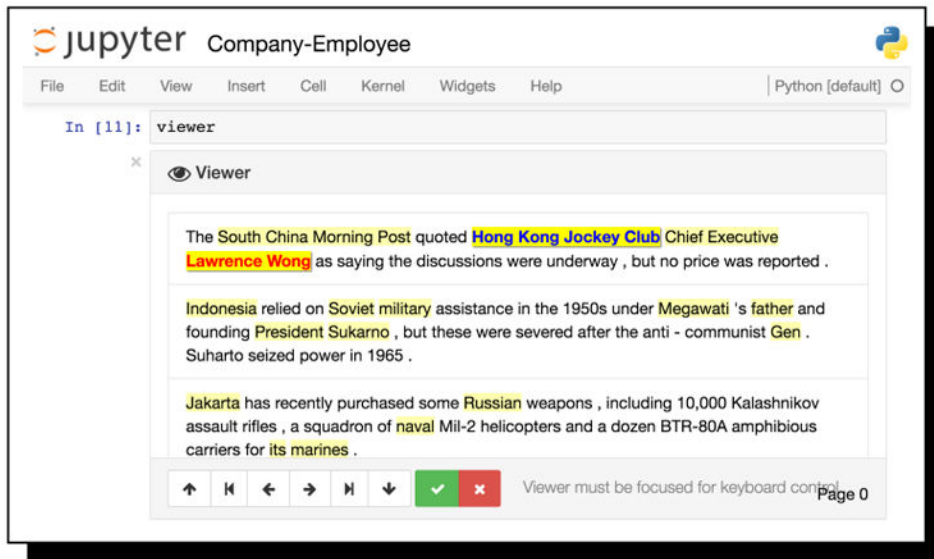 jupyter Company-Employee
File Edit View Insert Cell Kernel Widgets Help Python [default]
In [11]: viewer
Viewer
The South China Morning Post quoted Hong Kong Jockey Club Chief Executive
Lawrence Wong as saying the discussions were underway , but no price was reported .
Indonesia relied on Soviet military assistance in the 1950s under Megawati 's father and
founding President Sukarno , but these were severed after the anti - communist Gen .
Suharto seized power in 1965 .
Jakarta has recently purchased some Russian weapons , including 10,000 Kalashnikov
assault rifles , a squadron of naval Mil-2 helicopters and a dozen BTR-80A amphibious
carriers for its marines .
Viewer must be focused for keyboard control
Page 0